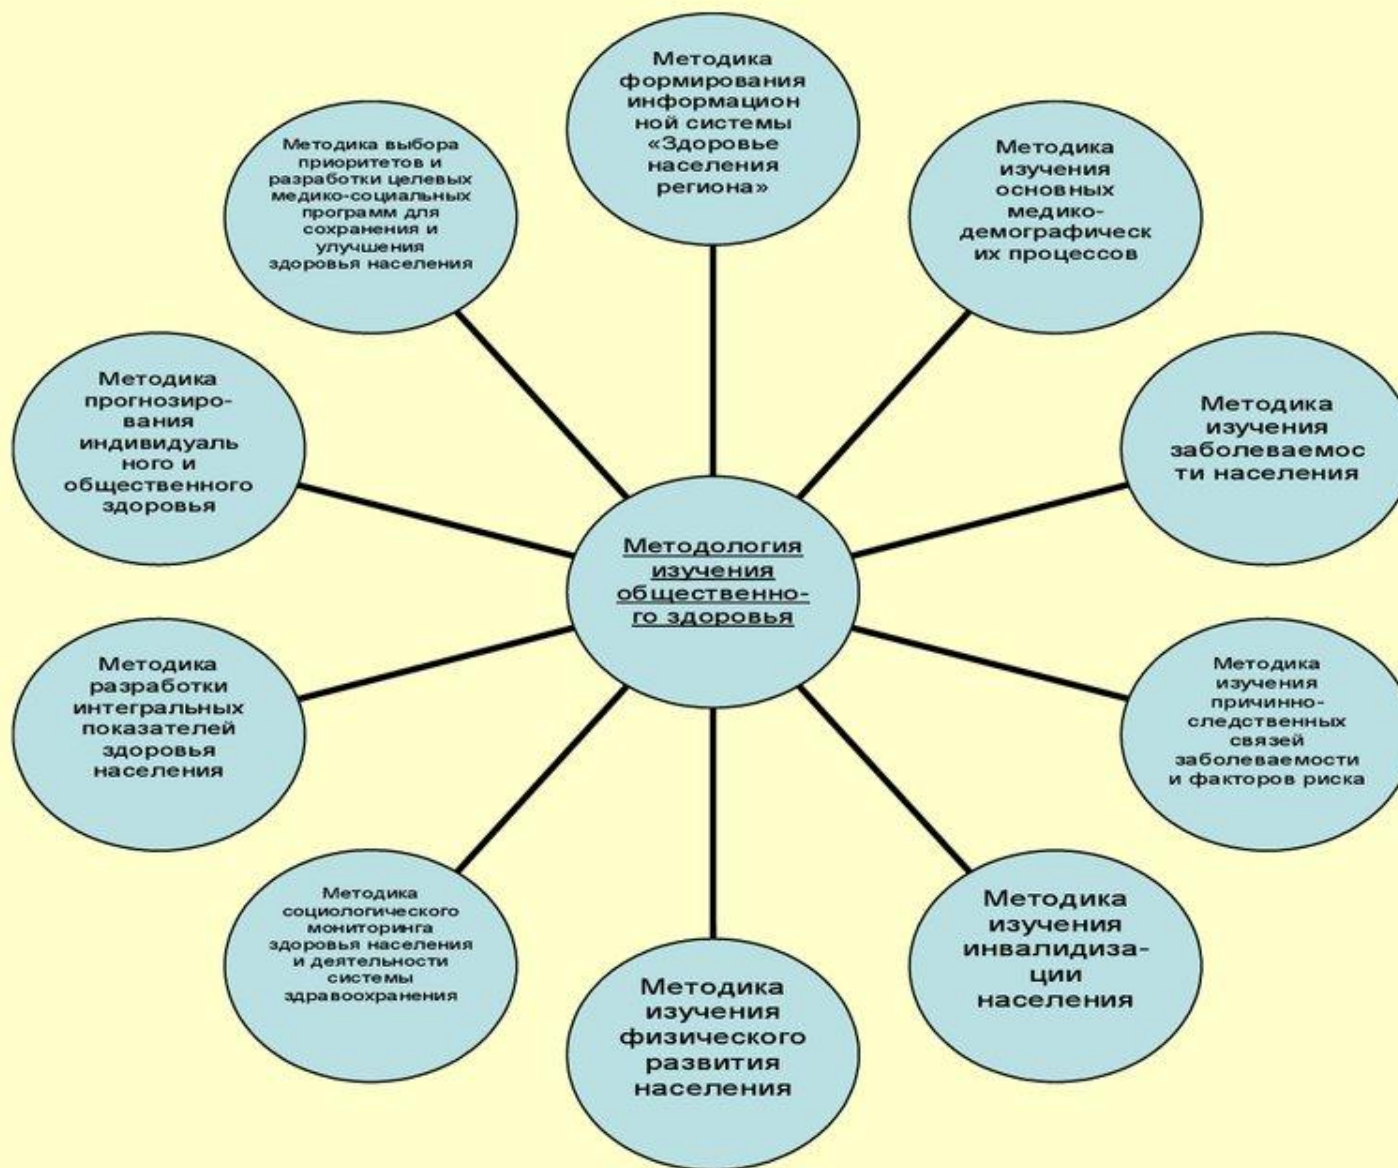 Методика
формирования
информацион
ной системы
«Здоровье
населения
региона»
Методика
изучения
основных
медико-
демографическ
их процессов
Методика
изучения
заболеваемос
ти населения
Методика
изучения
причинно-
следственных
связей
заболеваемости
и факторов риска
Методика
изучения
инвалидиза-
ции
населения
Методика
изучения
физического
развития
населения
Методика
социологического
мониторинга
здоровья населения
и деятельности
системы
здравоохранения
Методика
разработки
интегральных
показателей
здоровья
населения
Методика
прогнозиро-
вания
индивидуаль
ного и
общественного
здоровья
Методика выбора
приоритетов и
разработки целевых
медико-социальных
программ для
сохранения и
улучшения
здоровья населения
Методология
изучения
общественно-
го здоровья